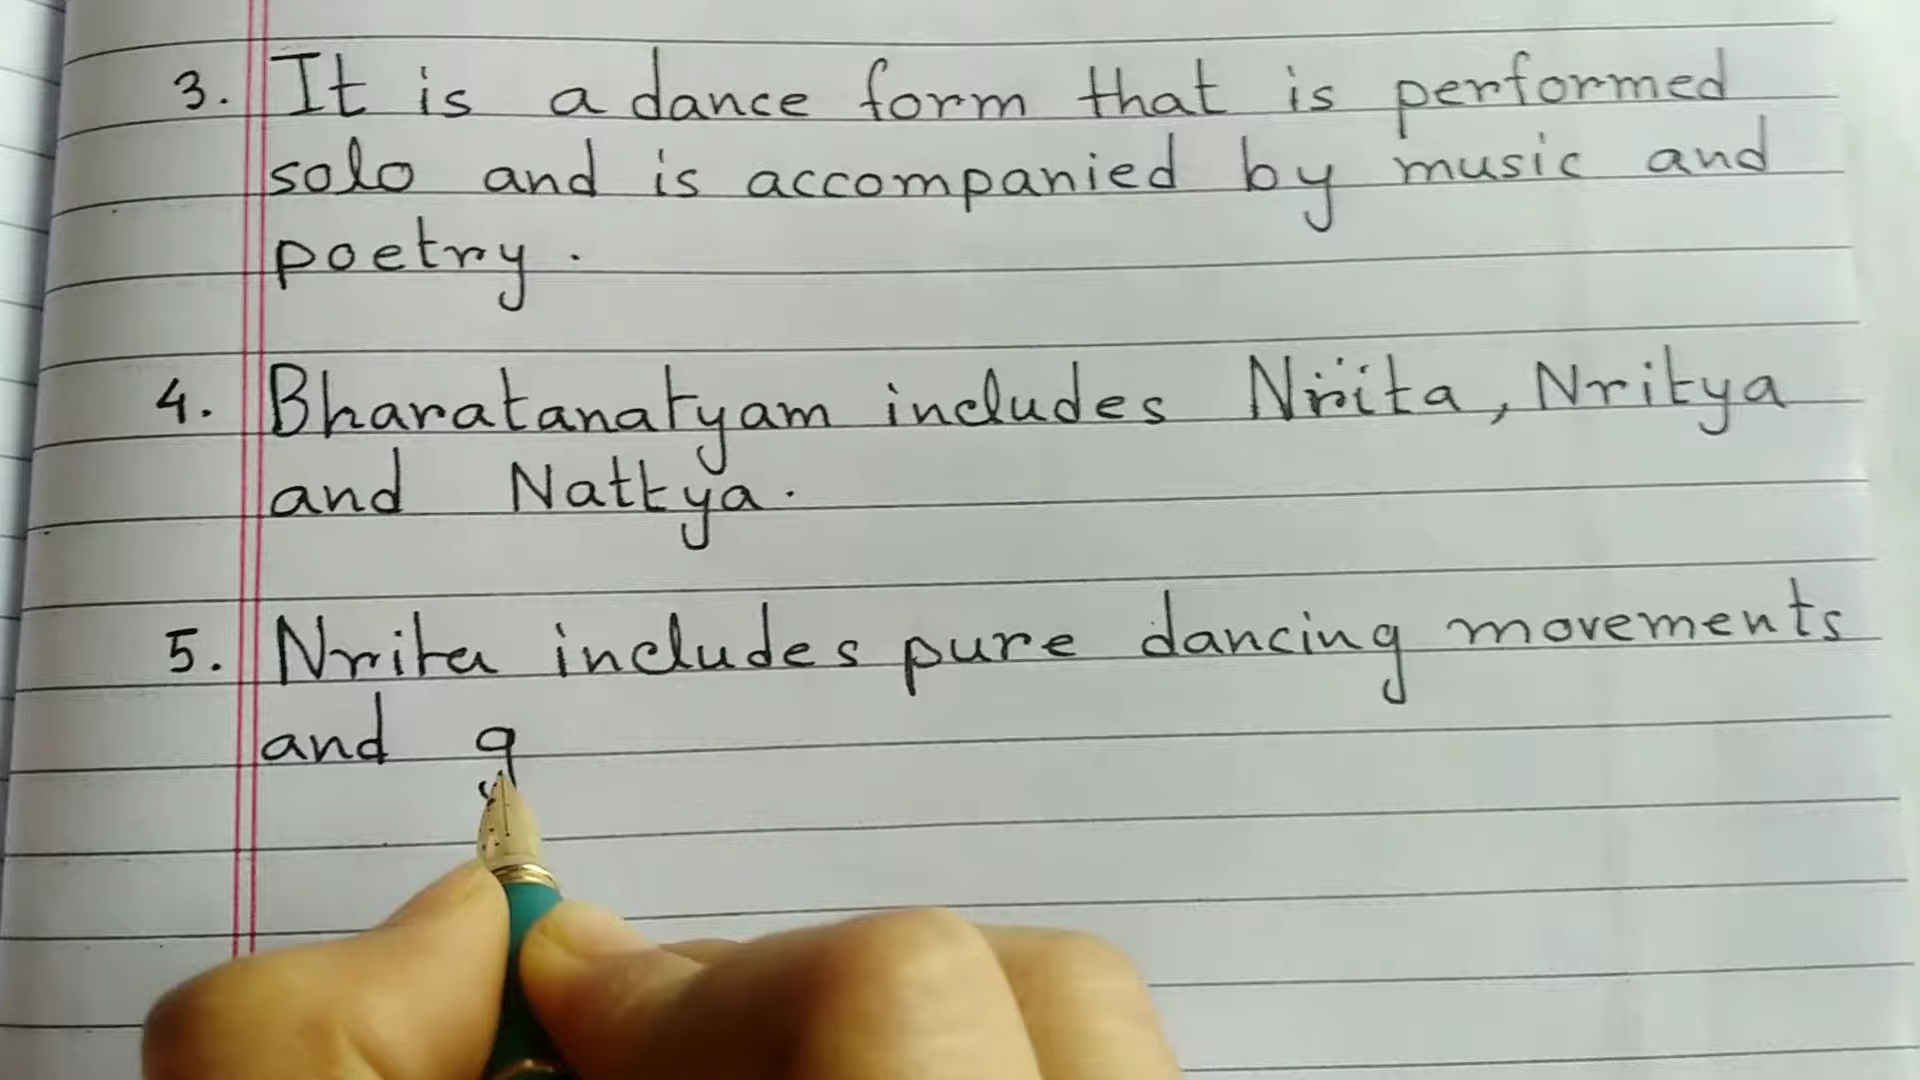 3. It is a dance form that is performed
solo and is accompanied by music and
poetry.
4. Bharatanatyam includes Nrita, Nritya
and Nattya.
5. Nrita includes pure dancing movements
and g